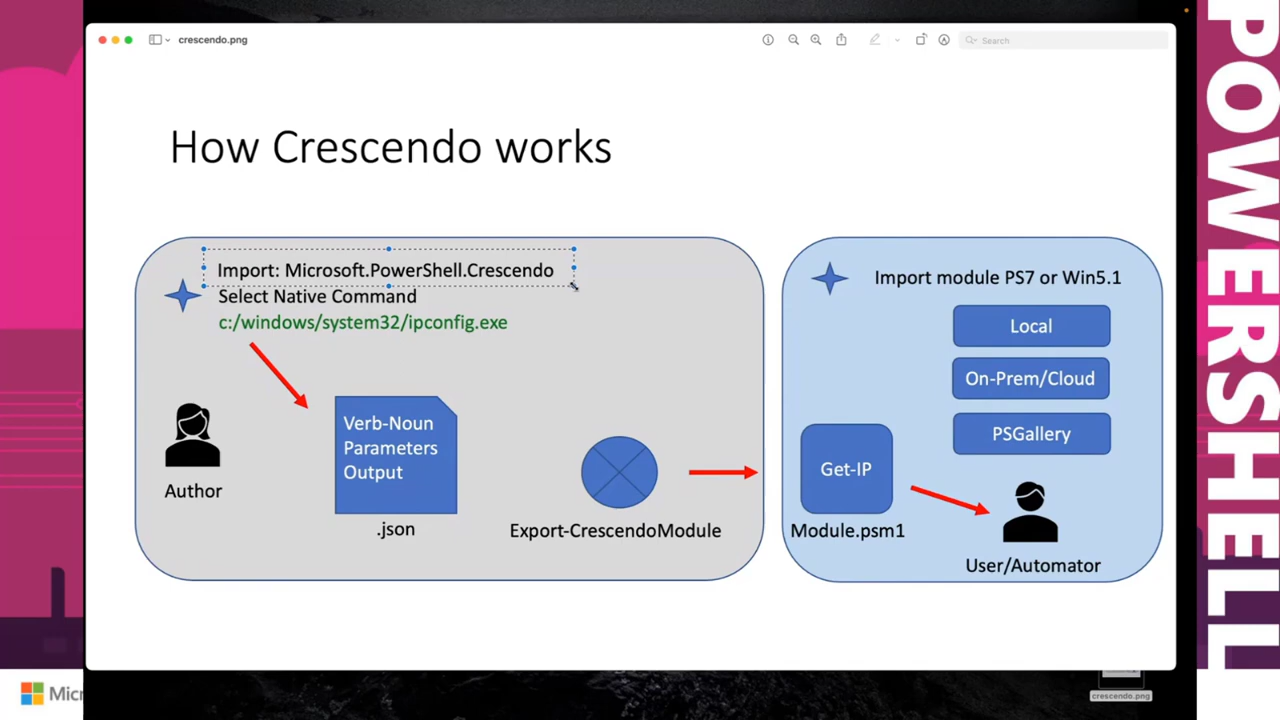 crescendo.png
Search
How Crescendo works
Import: Microsoft.PowerShell.Crescendo
Select Native Command
c:/windows/system32/ipconfig.exe
Author
Verb-Noun
Parameters
Output
.json
Export-CrescendoModule
Import module PS7 or Win5.1
Local
On-Prem/Cloud
PSGallery
Get-IP
Module.psm1
User/Automator
POWERSHELL
Micr
crescendo.png